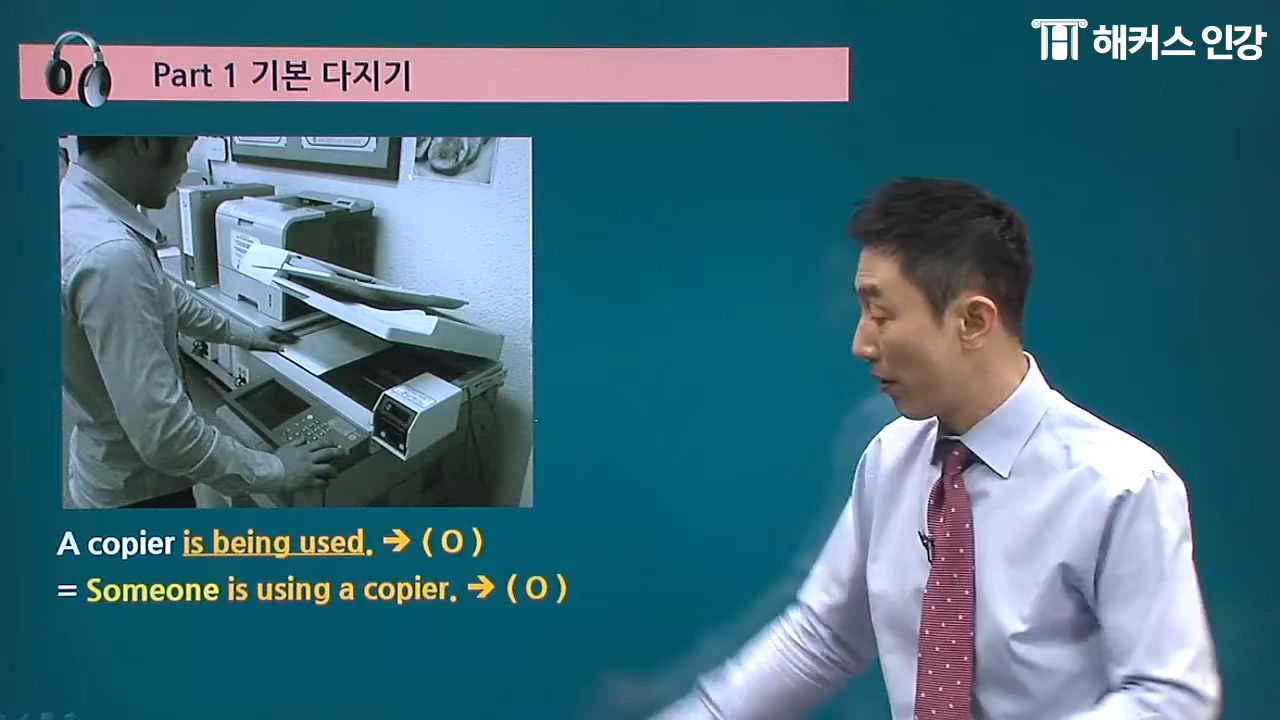 해커스 인강
Part 1 기본 다지기
A copier is being used. → ( O )
= Someone is using a copier. → ( O )